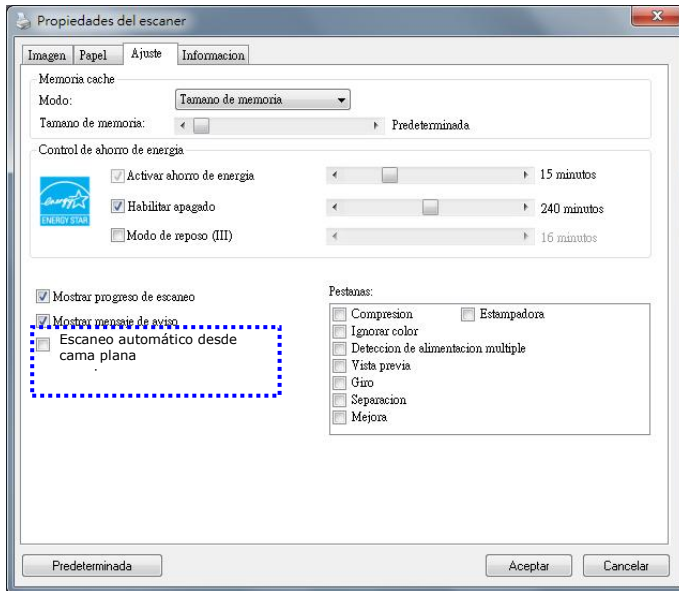 Propiedades del escaner
Imagen Papel Ajuste Informacion
Memoria cache
Modo: Tamano de memoria
Tamano de memoria: Predeterminada
Control de ahorro de energia
Activar ahorro de energia 15 minutos
energy
ENERGY STAR
Habilitar apagado 240 minutos
Modo de reposo (III) 16 minutos
Mostrar progreso de escaneo
Mostrar mensaje de aviso
Escaneo automático desde
cama plana
.
Pestanas:
Compresion Estampadora
Ignorar color
Deteccion de alimentacion multiple
Vista previa
Giro
Separacion
Mejora
Predeterminada Aceptar Cancelar